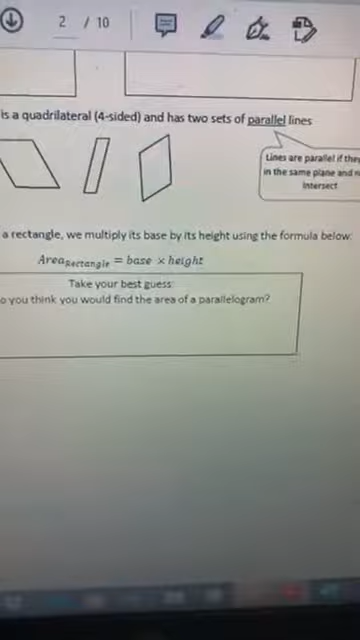 2 / 10
is a quadrilateral (4-sided) and has two sets of parallel lines
Lines are parallel if they
in the same plane and
intersect
a rectangle, we multiply its base by its height using the formula below:
Area Rectangle = base × height
Take your best guess:
o you think you would find the area of a parallelogram?